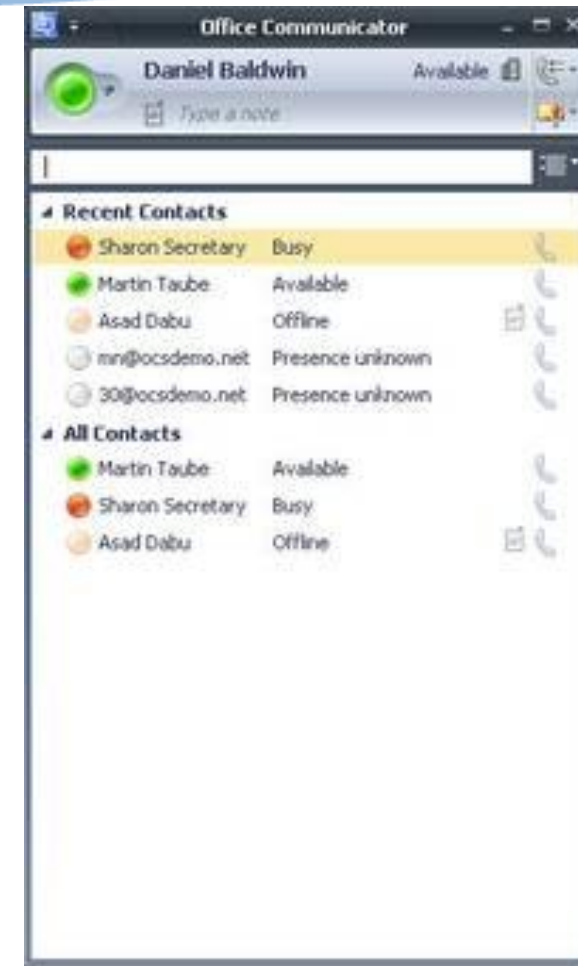 Office Communicator
Daniel Baldwin Available
Type a note
Recent Contacts
Sharon Secretary Busy
Martin Taube Available
Asad Dabu Offline
mn@ocsdemo.net Presence unknown
30@ocsdemo.net Presence unknown
All Contacts
Martin Taube Available
Sharon Secretary Busy
Asad Dabu Offline